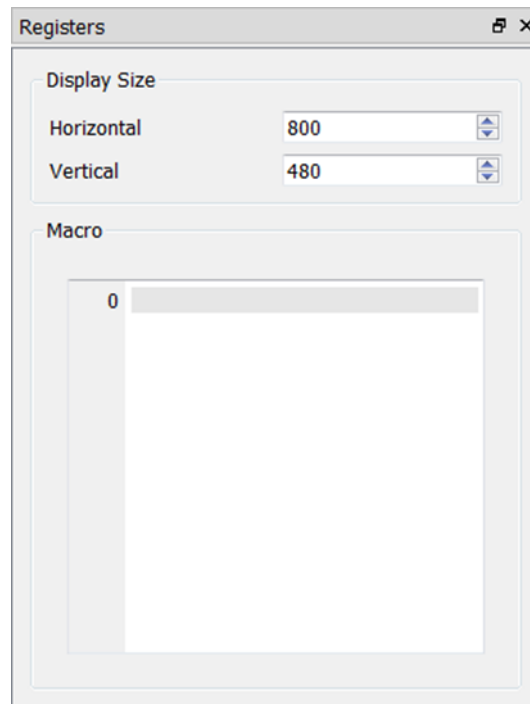 Registers
Display Size
Horizontal 800
Vertical 480
Macro
0